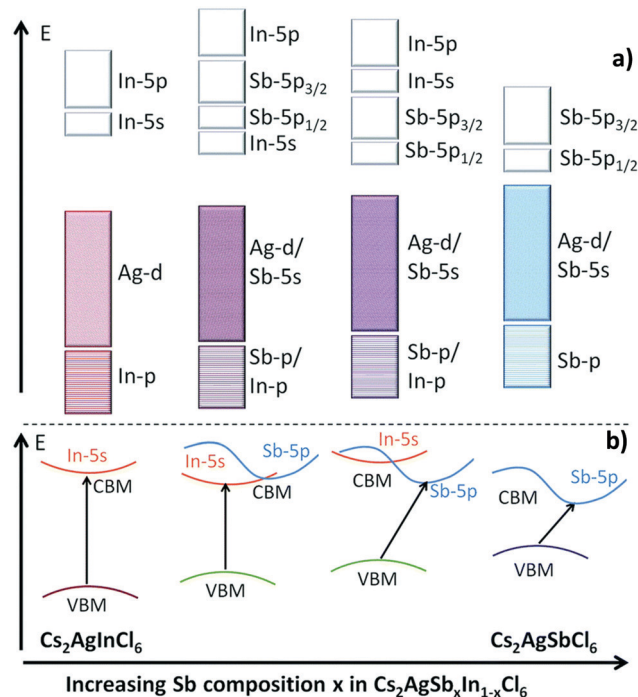 E
a)
In-5p
In-5s
Ag-d
In-p
In-5p
Sb-5p3/2
Sb-5p1/2
In-5s
Ag-d/
Sb-5s
Sb-p/
In-p
In-5p
In-5s
Sb-5p3/2
Sb-5p1/2
Ag-d/
Sb-5s
Sb-p/
In-p
Sb-5p3/2
Sb-5p1/2
Ag-d/
Sb-5s
Sb-p
E
b)
In-5s
CBM
VBM
In-5s
Sb-5p
CBM
VBM
In-5s
CBM
Sb-5p
VBM
CBM
Sb-5p
VBM
Cs2AgInCl6
Cs2AgSbCl6
Increasing Sb composition x in Cs2AgSbxIn1-xCl6